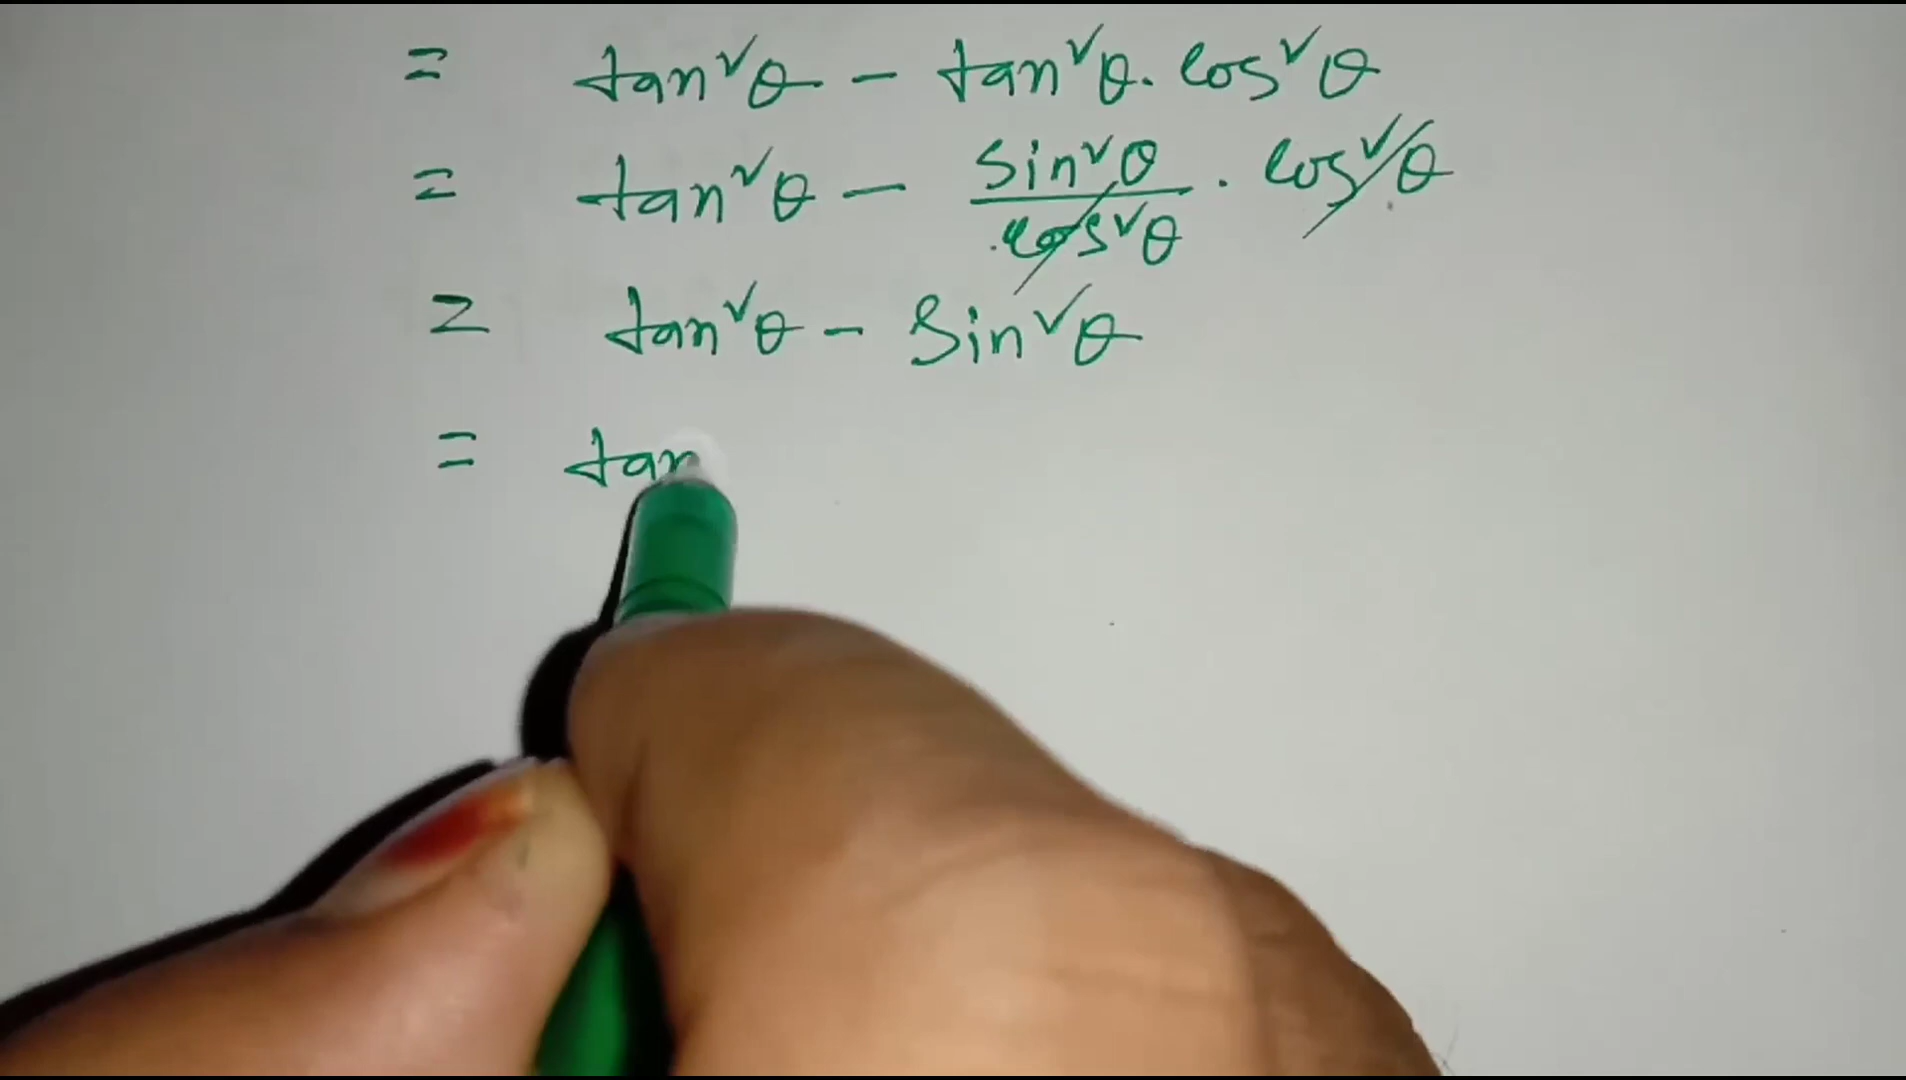 = tan²θ - tan²θ. cos²θ
= tan²θ - sin²θ/cos²θ . cos²θ
= tan²θ - Sin²θ
= tan